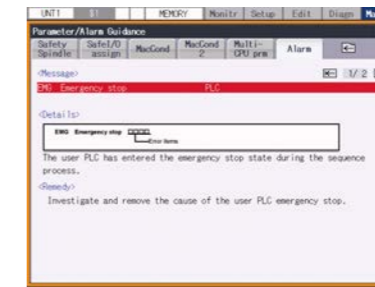 UNIT1 $1 MEMORY Monitr Setup Edit Diagn
Parameter/Alarm Guidance
Safety Spindle SafeI/O assign MacCond MacCond 2 Multi-CPU prm Alarm
<Message>
1/ 2
EMG Emergency stop PLC
<Details>
EMG Emergency stop □□□□
Error items
The user PLC has entered the emergency stop state during the sequence
process.
<Remedy>
Investigate and remove the cause of the user PLC emergency stop.